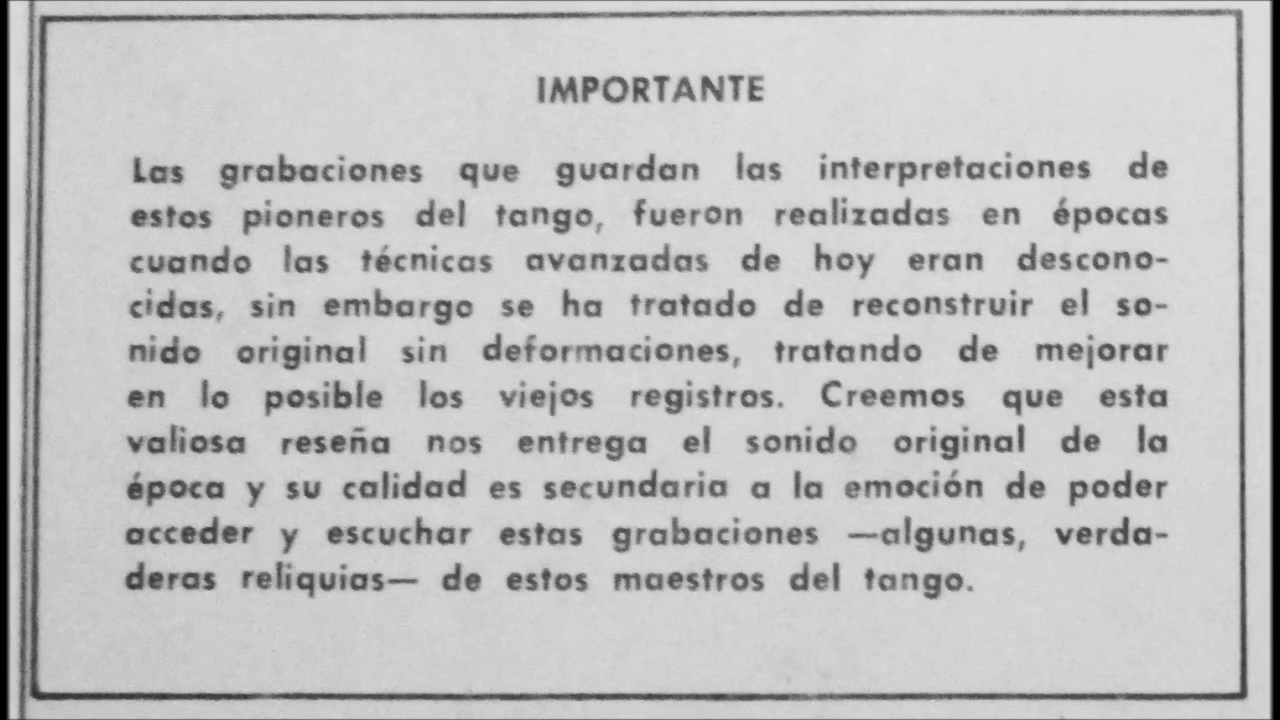 IMPORTANTE
Las grabaciones que guardan las interpretaciones de
estos pioneros del tango, fueron realizadas en épocas
cuando las técnicas avanzadas de hoy eran descono-
cidas, sin embargo se ha tratado de reconstruir el so-
nido original sin deformaciones, tratando de mejorar
en lo posible los viejos registros. Creemos que esta
valiosa reseña nos entrega el sonido original de la
época y su calidad es secundaria a la emoción de poder
acceder y escuchar estas grabaciones —algunas, verda-
deras reliquias— de estos maestros del tango.